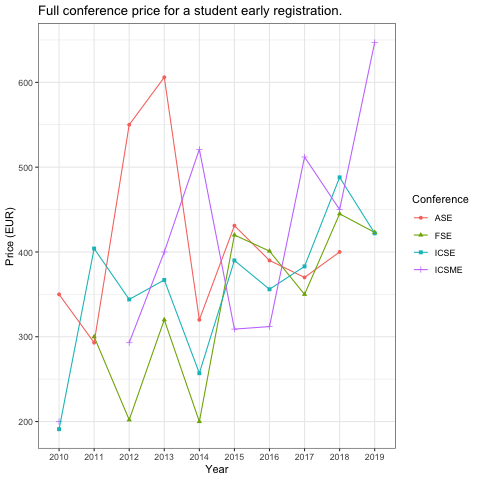 Full conference price for a student early registration.
Price (EUR)
600
500
400
300
200
2010 2011 2012 2013 2014 2015 2016 2017 2018 2019
Year
Conference
ASE
FSE
ICSE
ICSME